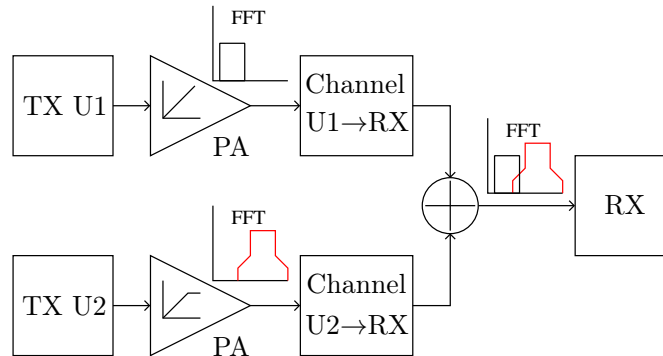 FFT
TX U1
PA
Channel
U1→RX
FFT
RX
FFT
TX U2
PA
Channel
U2→RX